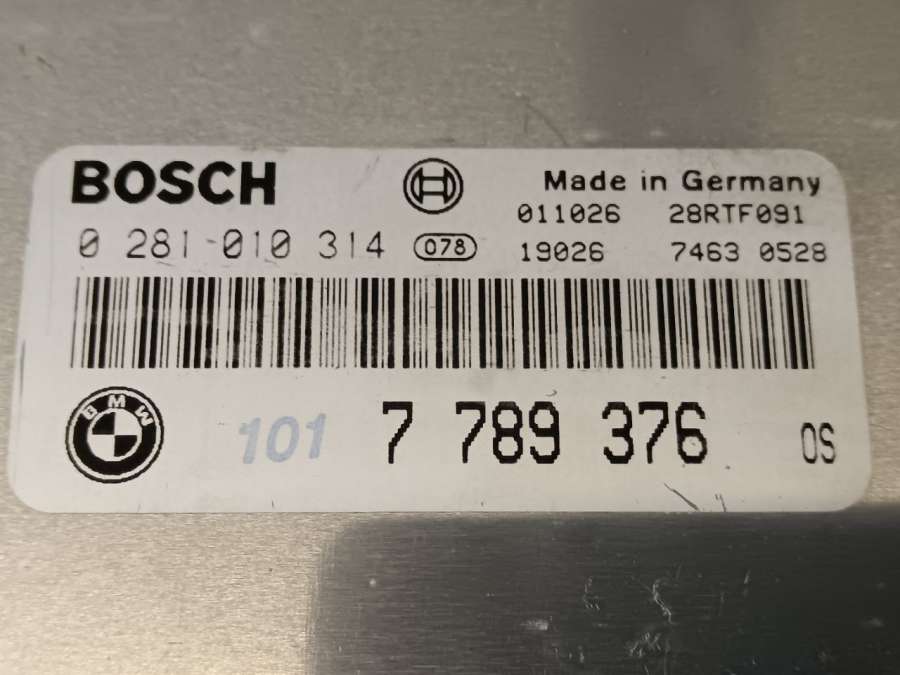 BOSCH
Made in Germany
011026 28RTF091
0 281-010 314 078
19026 7463 0528
BMW
101 7 789 376 OS